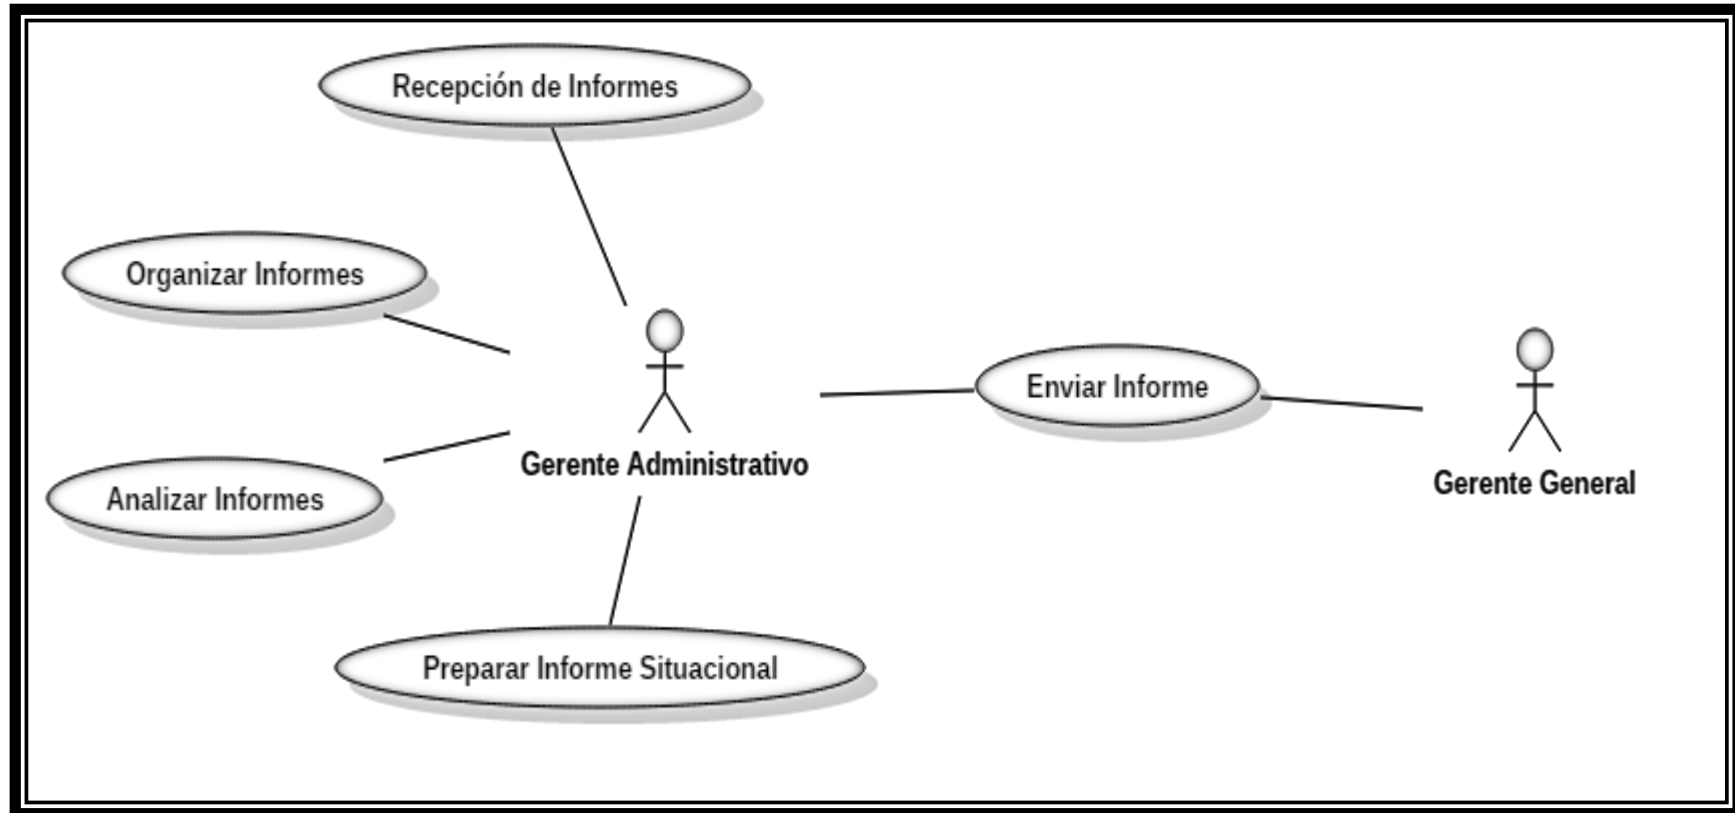 Recepción de Informes
Organizar Informes
Enviar Informe
Gerente Administrativo
Gerente General
Analizar Informes
Preparar Informe Situacional